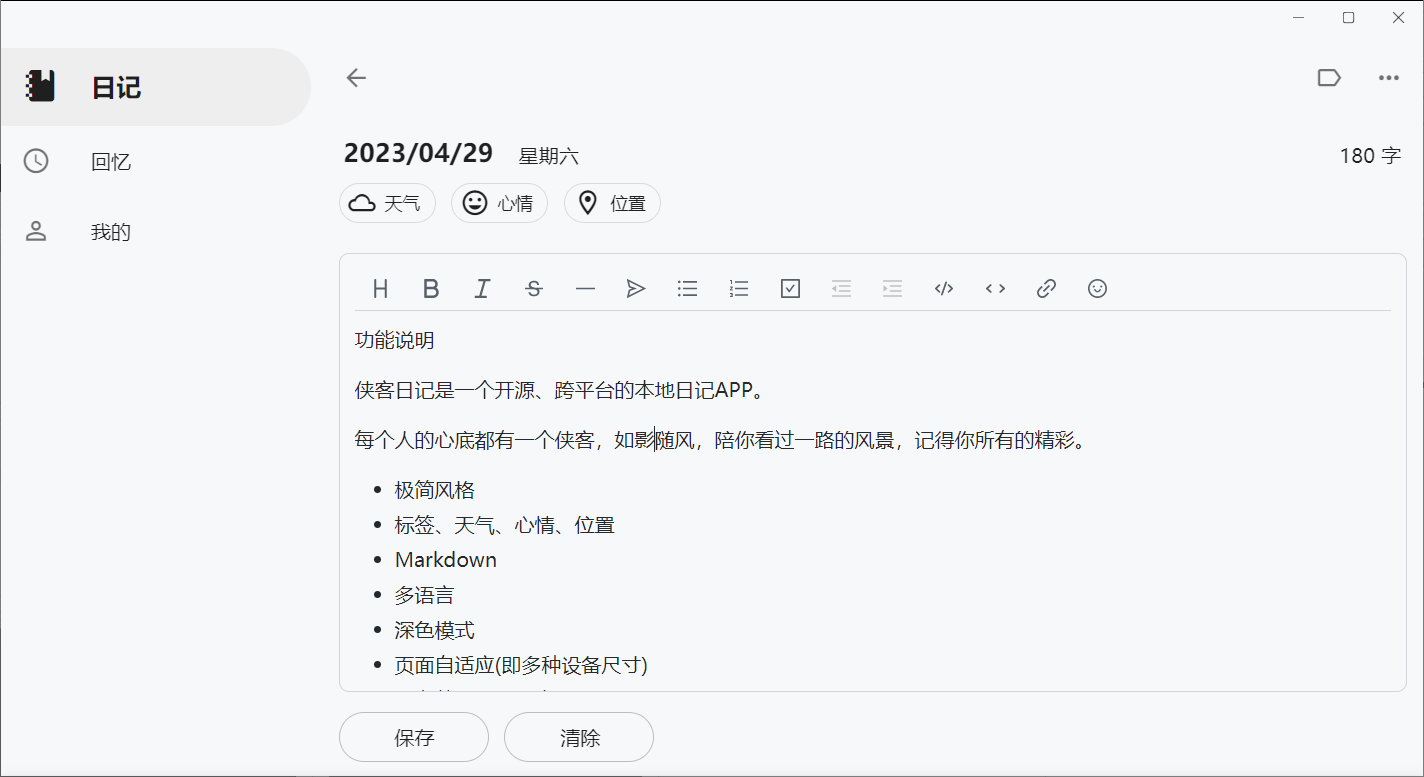 日记
回忆
我的
2023/04/29 星期六 180 字
天气 心情 位置
功能说明
侠客日记是一个开源、跨平台的本地日记APP。
每个人的心底都有一个侠客，如影随风，陪你看过一路的风景，记得你所有的精彩。
极简风格
标签、天气、心情、位置
Markdown
多语言
深色模式
页面自适应(即多种设备尺寸)
保存 清除